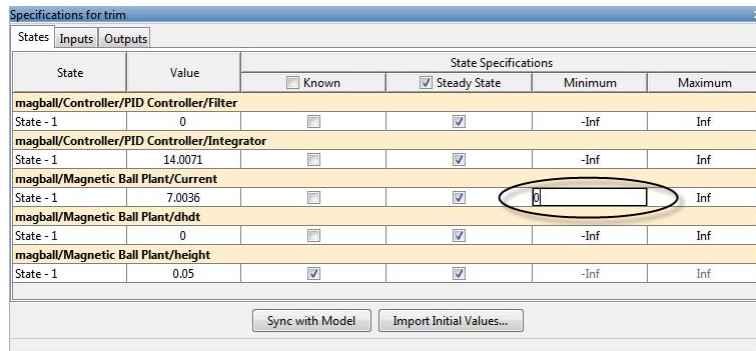 Specifications for trim
States Inputs Outputs
State Value State Specifications
Known Steady State Minimum Maximum
magball/Controller/PID Controller/Filter
State - 1 0 -Inf Inf
magball/Controller/PID Controller/Integrator
State - 1 14.0071 -Inf Inf
magball/Magnetic Ball Plant/Current
State - 1 7.0036 0 Inf
magball/Magnetic Ball Plant/dhdt
State - 1 0 -Inf Inf
magball/Magnetic Ball Plant/height
State - 1 0.05 -Inf Inf
Sync with Model Import Initial Values...